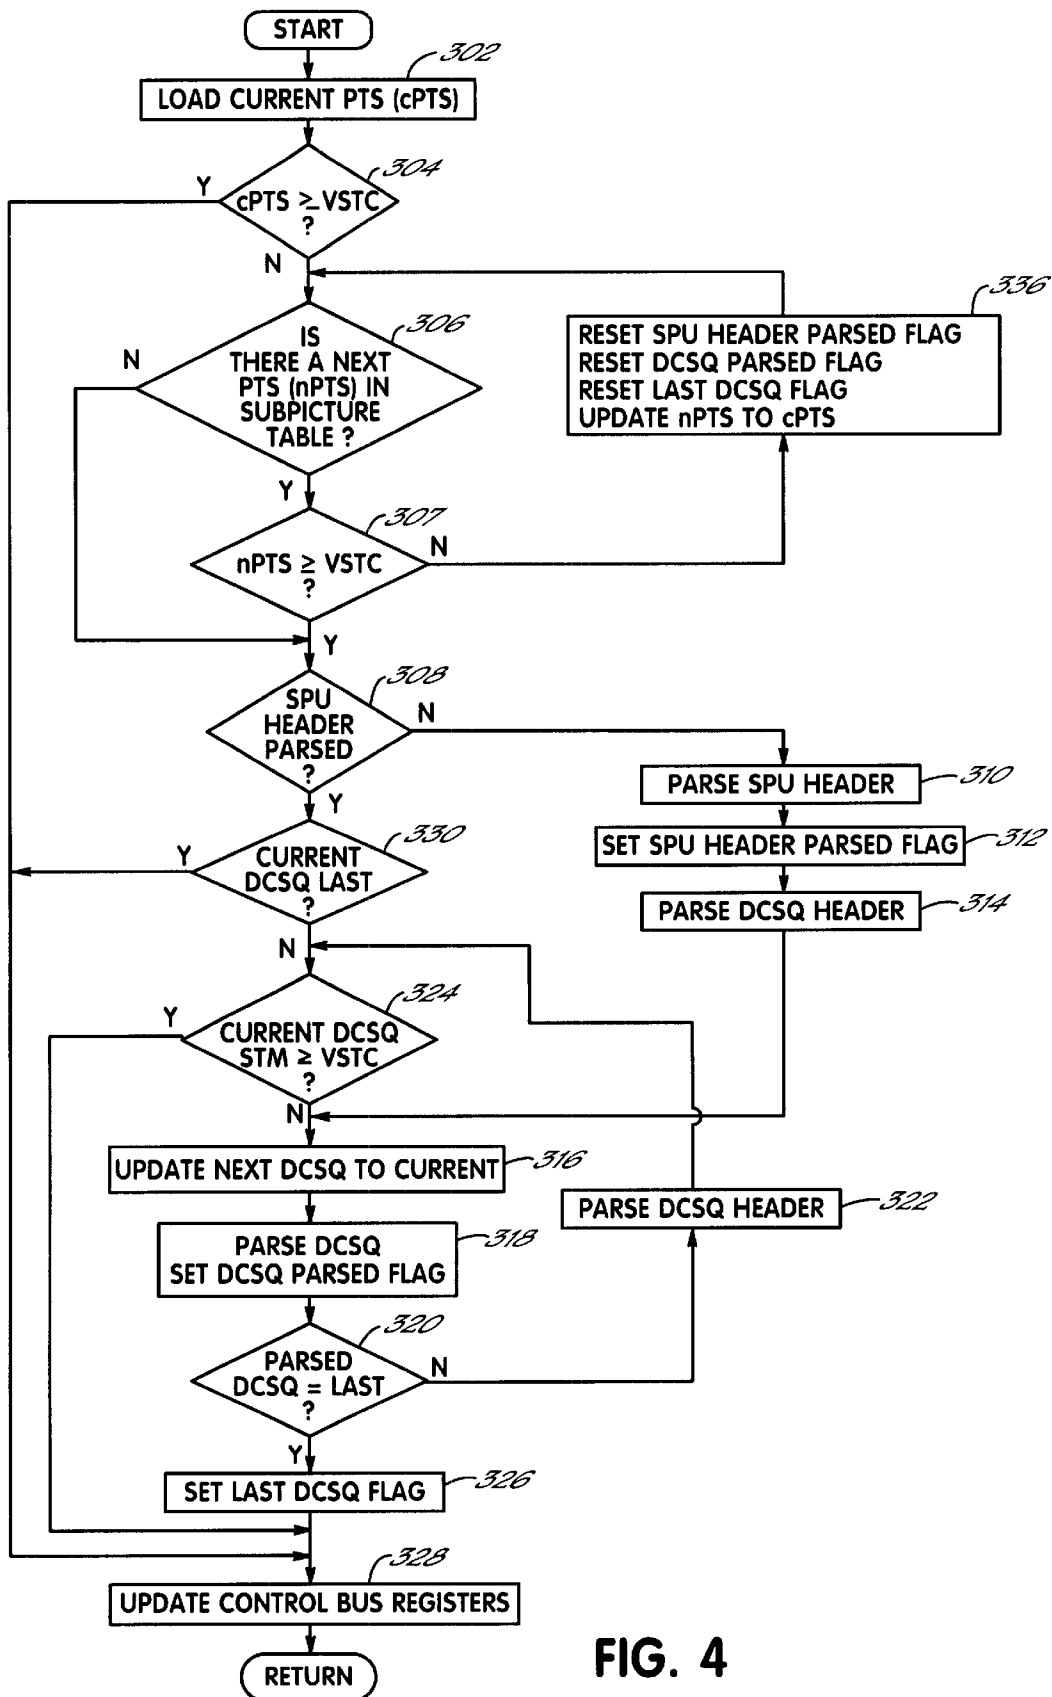 START
302
LOAD CURRENT PTS (cPTS)
304
Y
cPTS ≥ VSTC
?
N
336
RESET SPU HEADER PARSED FLAG
RESET DCSQ PARSED FLAG
RESET LAST DCSQ FLAG
UPDATE nPTS TO cPTS
306
N
IS
THERE A NEXT
PTS (nPTS) IN
SUBPICTURE
TABLE ?
Y
307
nPTS ≥ VSTC
?
N
Y
308
SPU
HEADER
PARSED
?
N
Y
PARSE SPU HEADER
310
SET SPU HEADER PARSED FLAG
312
PARSE DCSQ HEADER
314
330
Y
CURRENT
DCSQ LAST
?
N
324
Y
CURRENT DCSQ
STM ≥ VSTC
?
N
UPDATE NEXT DCSQ TO CURRENT
316
PARSE DCSQ HEADER
322
PARSE DCSQ
SET DCSQ PARSED FLAG
318
320
PARSED
DCSQ = LAST
?
N
Y
SET LAST DCSQ FLAG
326
328
UPDATE CONTROL BUS REGISTERS
RETURN
FIG. 4